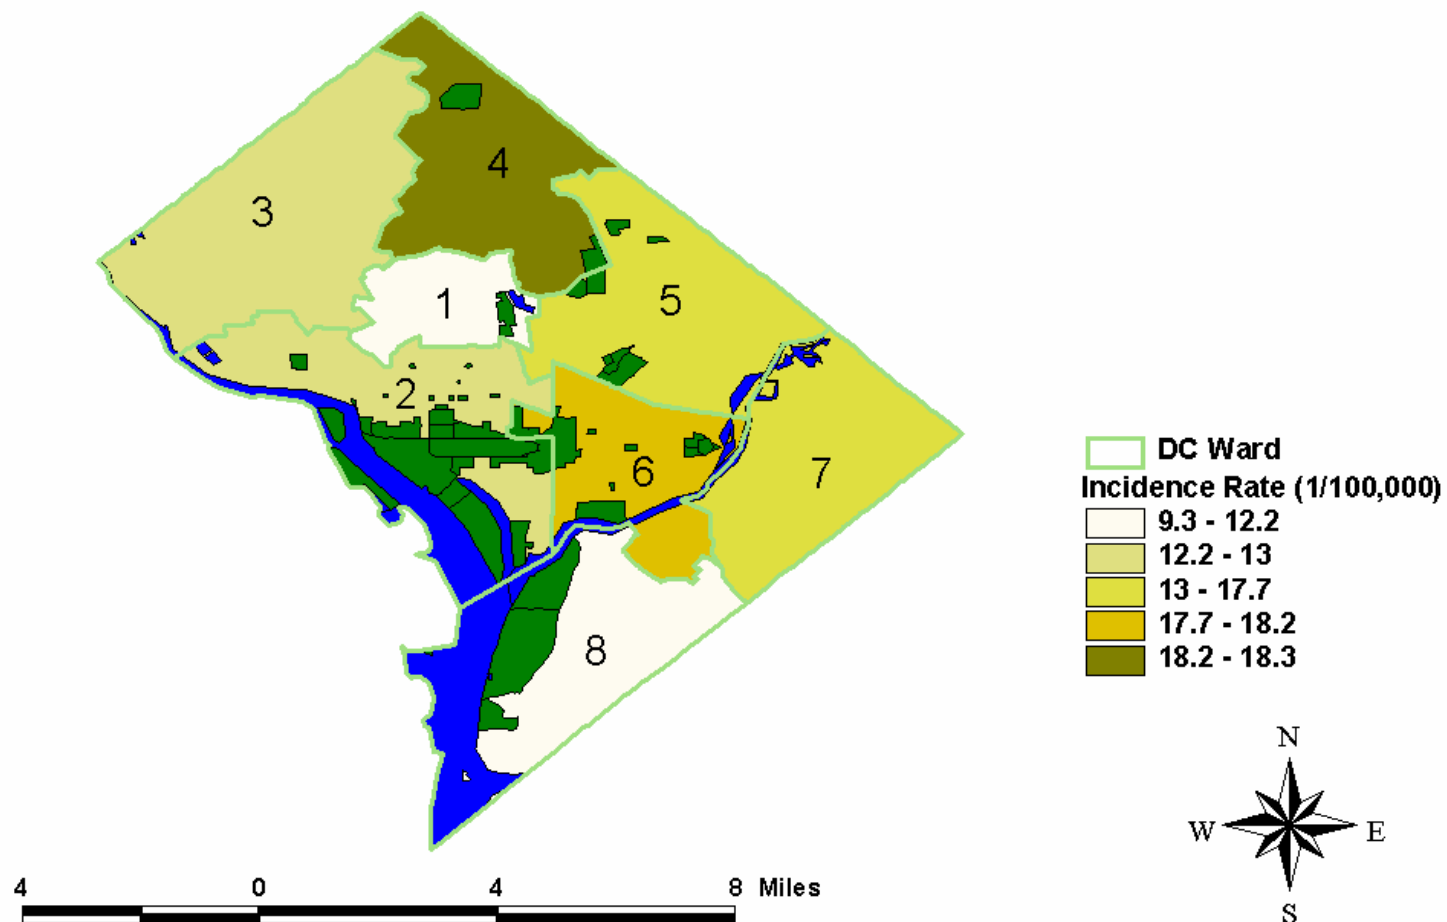 4
3
1
5
2
6
7
8
DC Ward
Incidence Rate (1/100,000)
9.3 - 12.2
12.2 - 13
13 - 17.7
17.7 - 18.2
18.2 - 18.3
N
W E
S
4 0 4 8 Miles